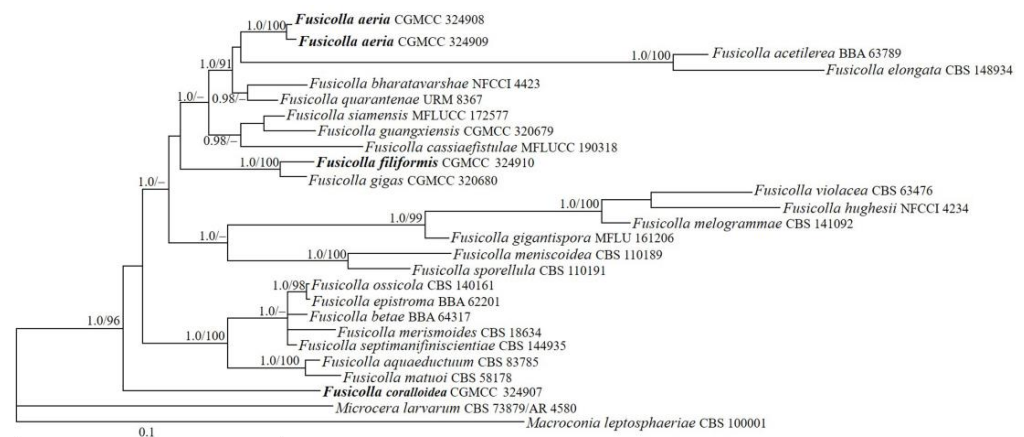 1.0/100
Fusicolla aeria CGMCC 324908
Fusicolla aeria CGMCC 324909
1.0/100
Fusicolla acetilerea BBA 63789
Fusicolla elongata CBS 148934
1.0/91
Fusicolla bharatavarshae NFCCI 4423
0.98/–
Fusicolla quarantenae URM 8367
1.0/–
Fusicolla siamensis MFLUCC 172577
Fusicolla guangxiensis CGMCC 320679
0.98/–
Fusicolla cassiaefistulae MFLUCC 190318
1.0/100
Fusicolla filiformis CGMCC 324910
Fusicolla gigas CGMCC 320680
1.0/–
Fusicolla violacea CBS 63476
1.0/100
Fusicolla hughesii NFCCI 4234
1.0/99
Fusicolla melogrammae CBS 141092
Fusicolla gigantispora MFLU 161206
1.0/–
Fusicolla meniscoidea CBS 110189
1.0/100
Fusicolla sporellula CBS 110191
1.0/98
Fusicolla ossicola CBS 140161
Fusicolla epistroma BBA 62201
1.0/–
Fusicolla betae BBA 64317
1.0/96
Fusicolla merismoides CBS 18634
1.0/100
Fusicolla septimanifiniscientiae CBS 144935
1.0/100
Fusicolla aquaeductuum CBS 83785
Fusicolla matuoi CBS 58178
Fusicolla coralloidea CGMCC 324907
Microcera larvarum CBS 73879/AR 4580
Macroconia leptosphaeriae CBS 100001
0.1